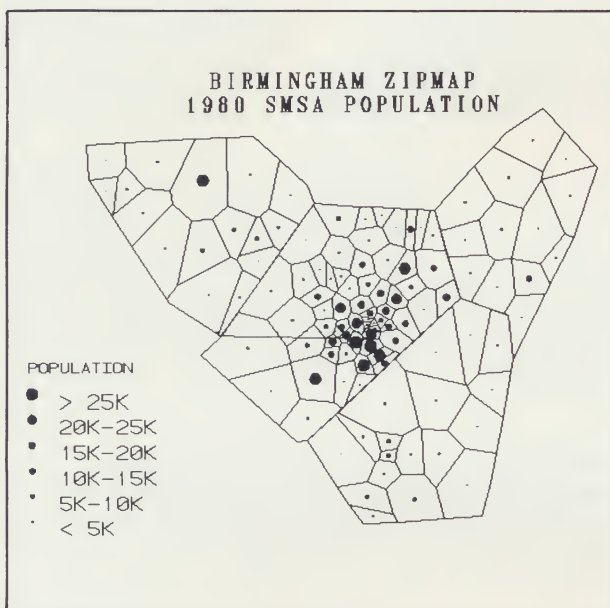 BIRMINGHAM ZIPMAP
1980 SMSA POPULATION
POPULATION
> 25K
20K-25K
15K-20K
10K-15K
5K-10K
< 5K